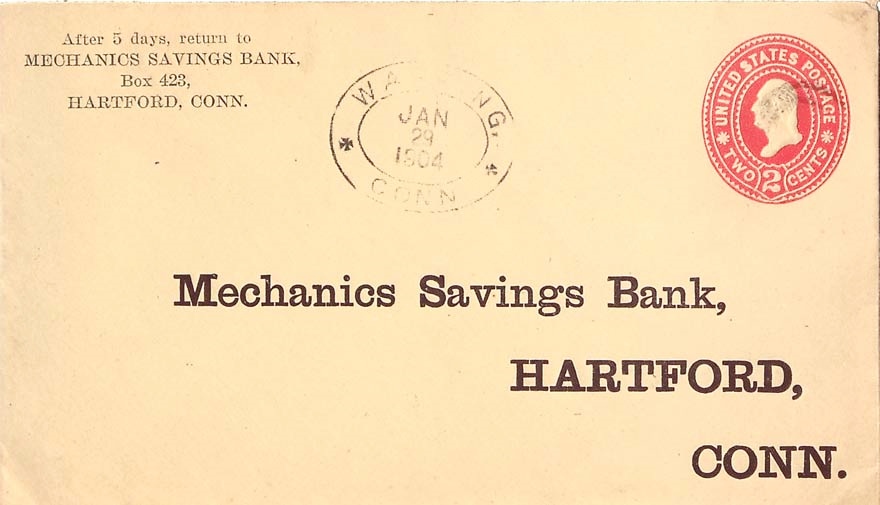 After 5 days, return to
MECHANICS SAVINGS BANK,
Box 423,
HARTFORD, CONN.
JAN
29
1904
CONN
UNITED STATES POSTAGE
TWO 2 CENTS
Mechanics Savings Bank,
HARTFORD,
CONN.